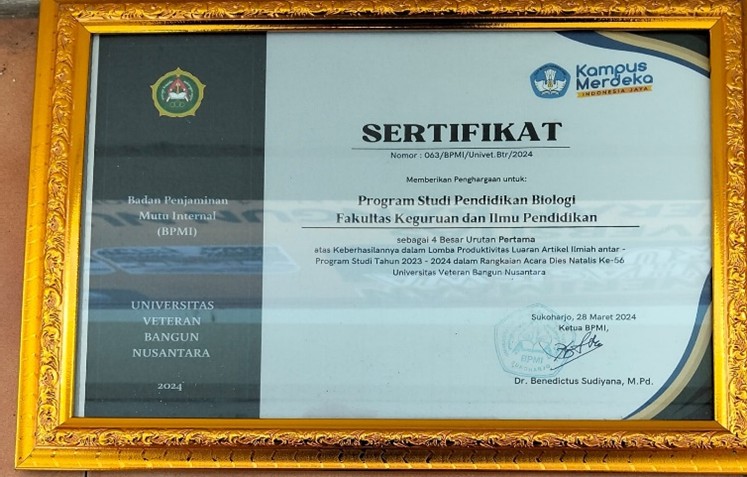 Kampus
Merdeka
INDONESIA JAYA
SERTIFIKAT
Nomor : 063/BPMI/Univet.Btr/2024
Memberikan Penghargaan untuk:
Program Studi Pendidikan Biologi
Fakultas Keguruan dan Ilmu Pendidikan
sebagai 4 Besar Urutan Pertama
atas Keberhasilannya dalam Lomba Produktivitas Luaran Artikel Ilmiah antar -
Program Studi Tahun 2023 - 2024 dalam Rangkaian Acara Dies Natalis Ke-56
Universitas Veteran Bangun Nusantara
Sukoharjo, 28 Maret 2024
Ketua BPMI,
BPMI
Dr. Benedictus Sudiyana, M.Pd.
Badan Penjaminan
Mutu Internal
(BPMI)
UNIVERSITAS
VETERAN
BANGUN
NUSANTARA
2024